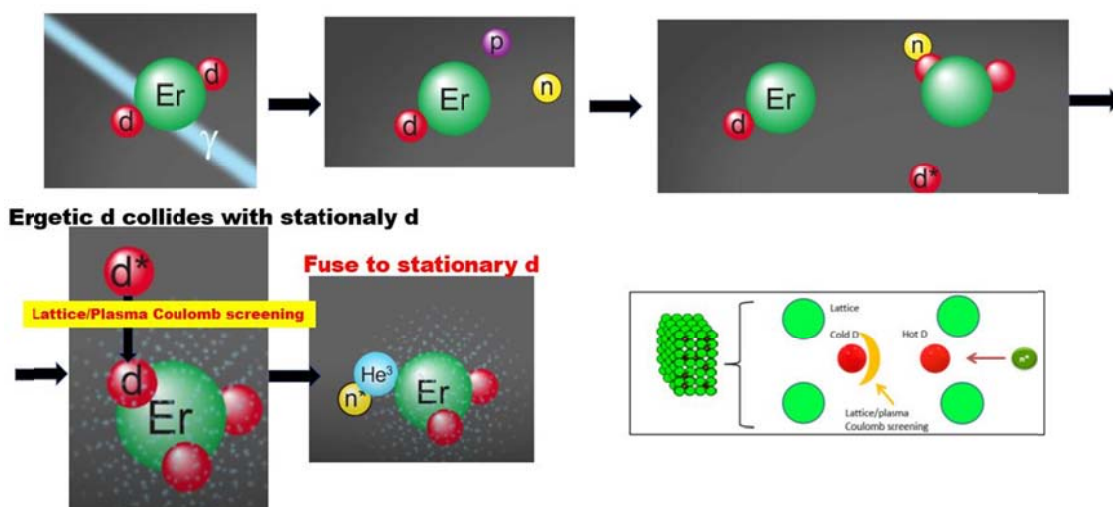 d
Er
d
γ
p
Er
n
d
n
Er
d
d*
Ergetic d collides with stationaly d
d*
Lattice/Plasma Coulomb screening
d
Er
Fuse to stationary d
He³
Er
n*
Lattice
Cold D
Hot D
n*
Lattice/plasma
Coulomb screening